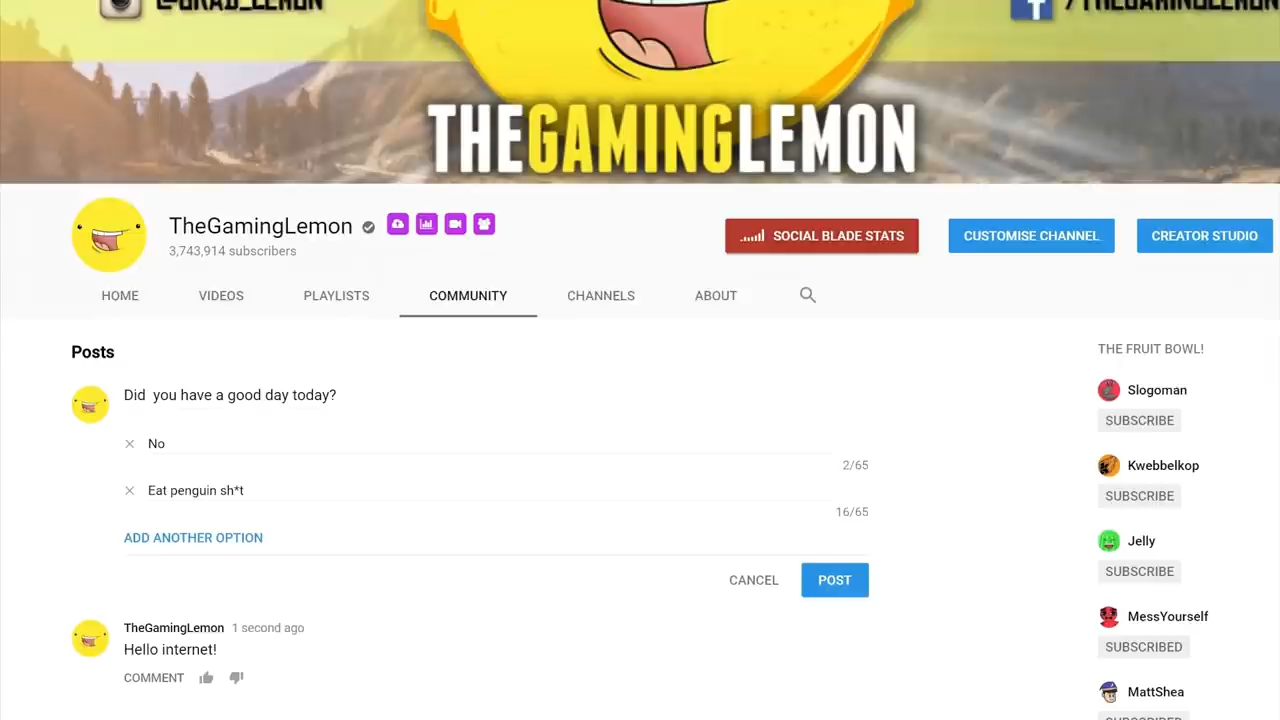 @GRAD_LEMON
/THEGAMINGLEMON
THEGAMINGLEMON
TheGamingLemon
3,743,914 subscribers
SOCIAL BLADE STATS
CUSTOMISE CHANNEL
CREATOR STUDIO
HOME
VIDEOS
PLAYLISTS
COMMUNITY
CHANNELS
ABOUT
Posts
Did  you have a good day today?
No
2/65
Eat penguin sh*t
16/65
ADD ANOTHER OPTION
CANCEL
POST
TheGamingLemon 1 second ago
Hello internet!
COMMENT
THE FRUIT BOWL!
Slogoman
SUBSCRIBE
Kwebbelkop
SUBSCRIBE
Jelly
SUBSCRIBE
MessYourself
SUBSCRIBED
MattShea
SUBSCRIBED